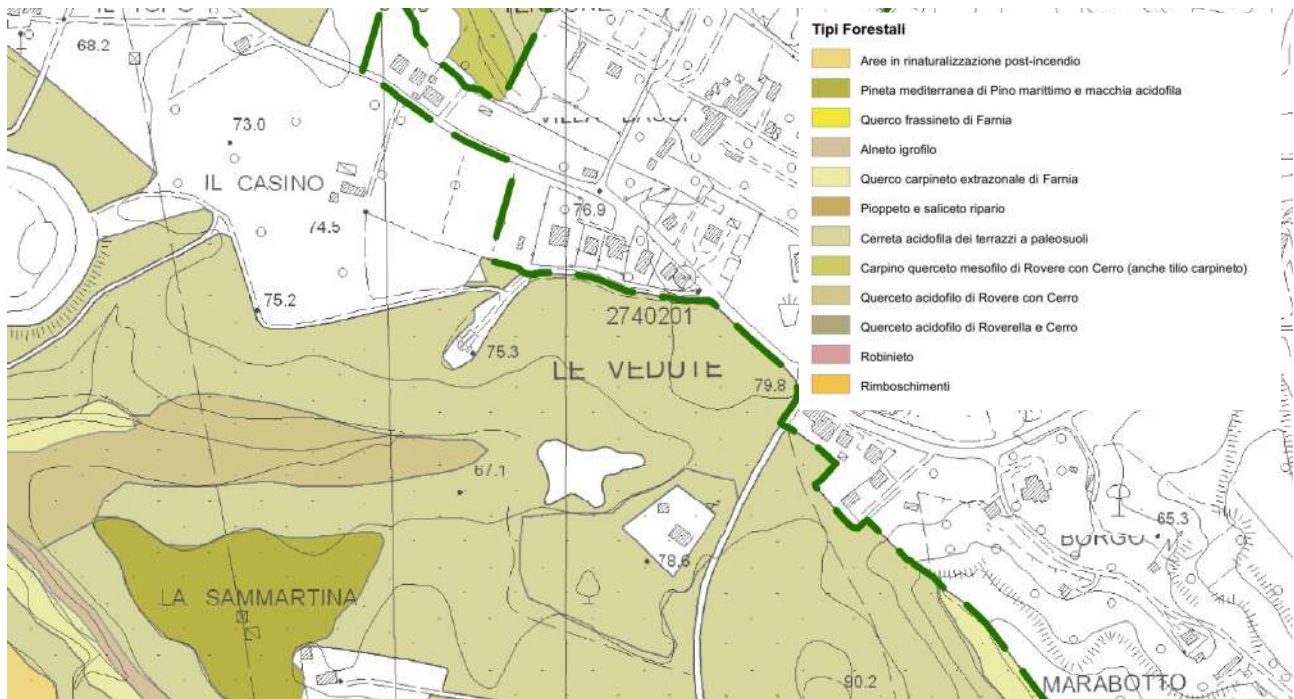 68.2
73.0
IL CASINO
74.5
75.2
76.9
2740201
75.3
LE VEDUTE
79.8
67.1
78.6
LA SAMMARTINA
90.2
65.3
BORGO
MARABOTTO
Tipi Forestali
Aree in rinaturalizzazione post-incendio
Pineta mediterranea di Pino marittimo e macchia acidofila
Querco frassineto di Farnia
Alneto igrofilo
Querco carpineto extrazonale di Farnia
Pioppeto e saliceto ripario
Cerreta acidofila dei terrazzi a paleosuoli
Carpino querceto mesofilo di Rovere con Cerro (anche tilio carpineto)
Querceto acidofilo di Rovere con Cerro
Querceto acidofilo di Roverella e Cerro
Robinieto
Rimboschimenti